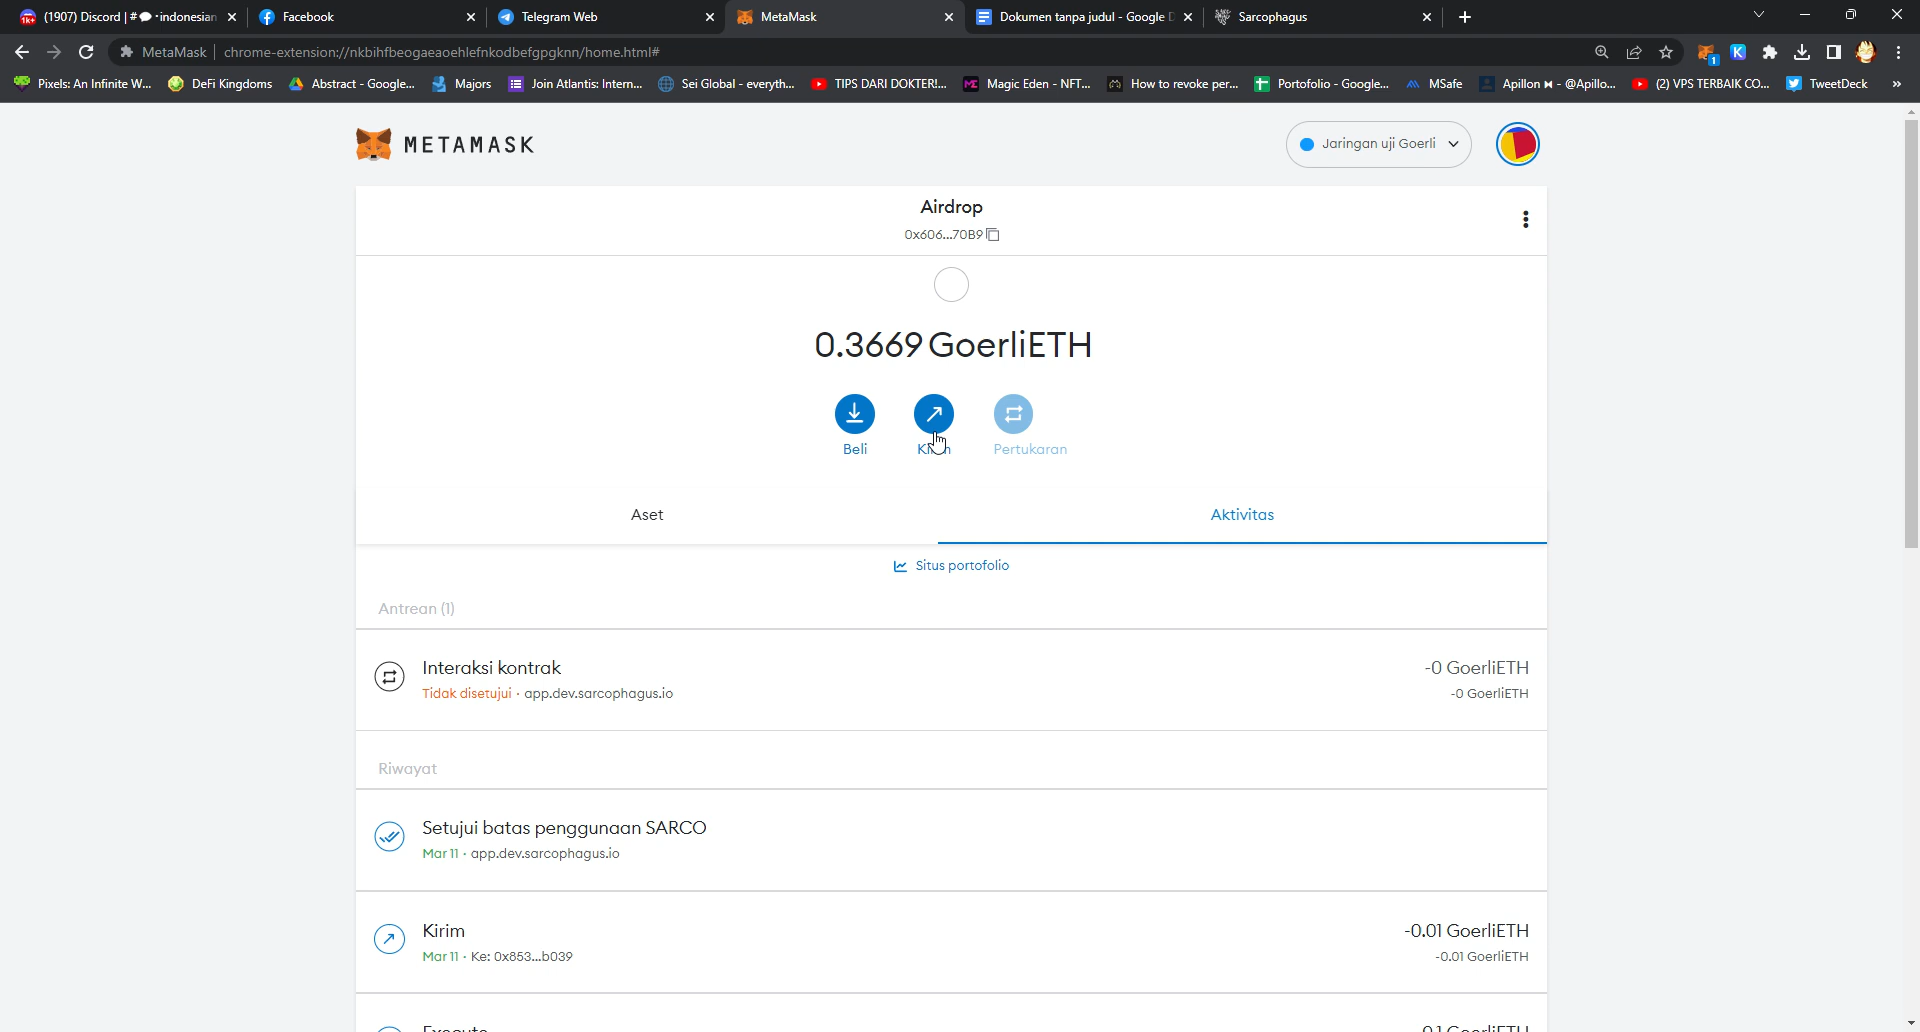 (1907) Discord | #💬･indonesian
Facebook
Telegram Web
MetaMask
Dokumen tanpa judul - Google D
Sarcophagus
MetaMask | chrome-extension://nkbihfbeogaeaoehlefnkodbefgpgknn/home.html#
1
Pixels: An Infinite W...
DeFi Kingdoms
Abstract - Google...
Majors
Join Atlantis: Intern...
Sei Global - everyth...
TIPS DARI DOKTER!...
Magic Eden - NFT...
How to revoke per...
Portofolio - Google...
MSafe
Apillon ⧓ - @Apillo...
(2) VPS TERBAIK CO...
TweetDeck
»
METAMASK
Jaringan uji Goerli
Airdrop
0x606...70B9
0.3669 GoerliETH
Beli
Kirim
Pertukaran
Aset
Aktivitas
Situs portofolio
Antrean (1)
Interaksi kontrak
-0 GoerliETH
Tidak disetujui · app.dev.sarcophagus.io
-0 GoerliETH
Riwayat
Setujui batas penggunaan SARCO
Mar 11 · app.dev.sarcophagus.io
Kirim
-0.01 GoerliETH
Mar 11 · Ke: 0x853...b039
-0.01 GoerliETH